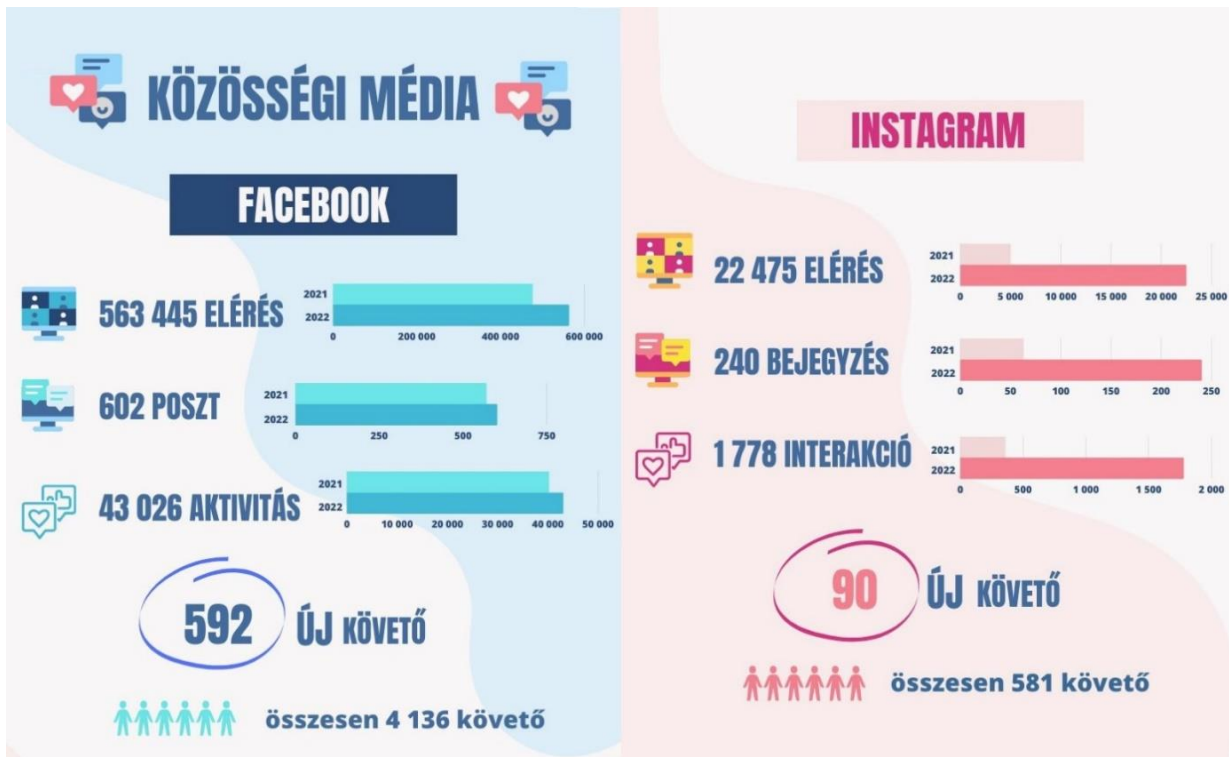 KÖZÖSSÉGI MÉDIA
FACEBOOK
563 445 ELÉRÉS
2021
2022
0 200 000 400 000 600 000
602 POSZT
2021
2022
0 250 500 750
43 026 AKTIVITÁS
2021
2022
0 10 000 20 000 30 000 40 000 50 000
592 ÚJ KÖVETŐ
összesen 4 136 követő
INSTAGRAM
22 475 ELÉRÉS
2021
2022
0 5 000 10 000 15 000 20 000 25 000
240 BEJEGYZÉS
2021
2022
0 50 100 150 200 250
1 778 INTERAKCIÓ
2021
2022
0 500 1 000 1 500 2 000
90 ÚJ KÖVETŐ
összesen 581 követő